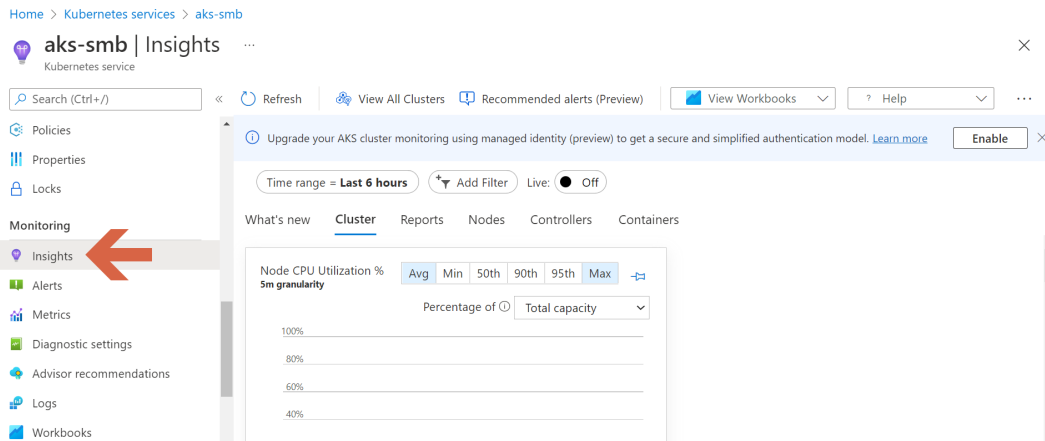 Home > Kubernetes services > aks-smb
aks-smb | Insights ...
Kubernetes service
Search (Ctrl+/)
«
Refresh
View All Clusters
Recommended alerts (Preview)
View Workbooks
? Help
...
Policies
Properties
Locks
Monitoring
Insights
Alerts
Metrics
Diagnostic settings
Advisor recommendations
Logs
Workbooks
Upgrade your AKS cluster monitoring using managed identity (preview) to get a secure and simplified authentication model. Learn more
Enable
Time range = Last 6 hours
Add Filter
Live: Off
What's new
Cluster
Reports
Nodes
Controllers
Containers
Node CPU Utilization %
5m granularity
Avg
Min
50th
90th
95th
Max
Percentage of
Total capacity
100%
80%
60%
40%